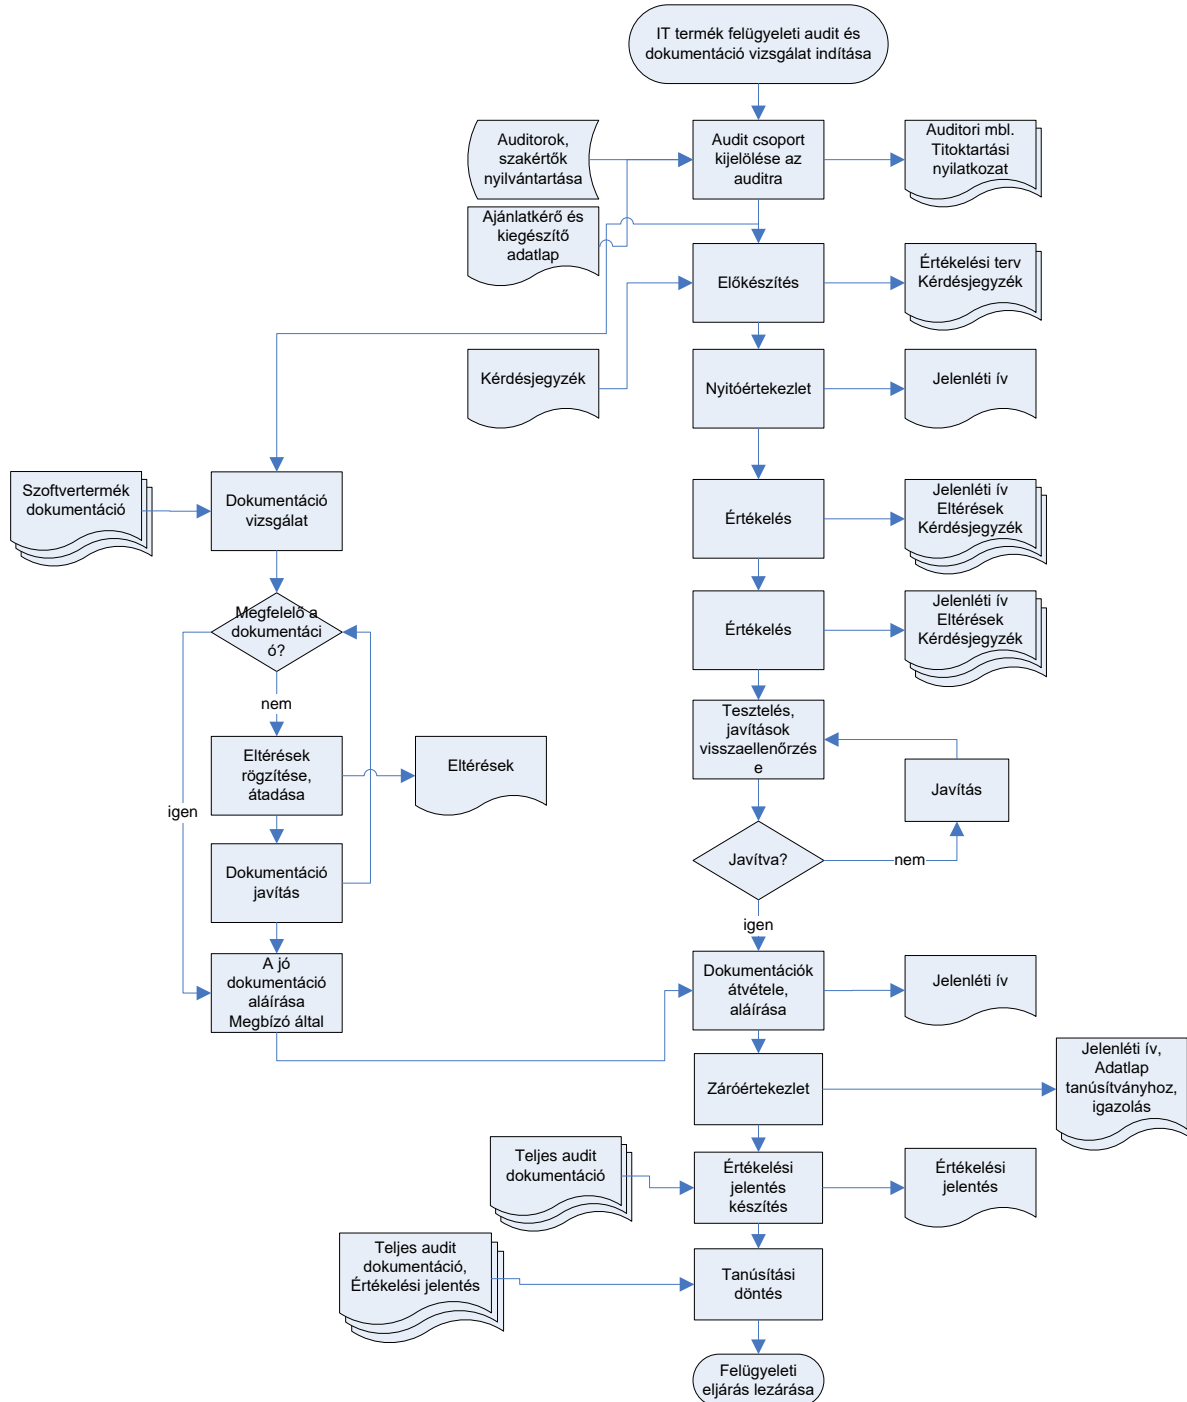 IT termék felügyeleti audit és
dokumentáció vizsgálat indítása
Auditorok,
szakértők
nyilvántartása
Audit csoport
kijelölése az
auditra
Auditori mbl.
Titoktartási
nyilatkozat
Ajánlatkérő és
kiegészítő
adatlap
Előkészítés
Értékelési terv
Kérdésjegyzék
Kérdésjegyzék
Nyitóértekezlet
Jelenléti ív
Szoftvertermék
dokumentáció
Dokumentáció
vizsgálat
Értékelés
Jelenléti ív
Eltérések
Kérdésjegyzék
Megfelelő a
dokumentáci
ó?
Értékelés
Jelenléti ív
Eltérések
Kérdésjegyzék
nem
Tesztelés,
javítások
visszaellenőrzés
e
Eltérések
rögzítése,
átadása
Eltérések
Javítás
igen
Javítva?
nem
Dokumentáció
javítás
igen
A jó
dokumentáció
aláírása
Megbízó által
Dokumentációk
átvétele,
aláírása
Jelenléti ív
Záróértekezlet
Jelenléti ív,
Adatlap
tanúsítványhoz,
igazolás
Teljes audit
dokumentáció
Értékelési
jelentés
készítés
Értékelési
jelentés
Teljes audit
dokumentáció,
Értékelési jelentés
Tanúsítási
döntés
Felügyeleti
eljárás lezárása